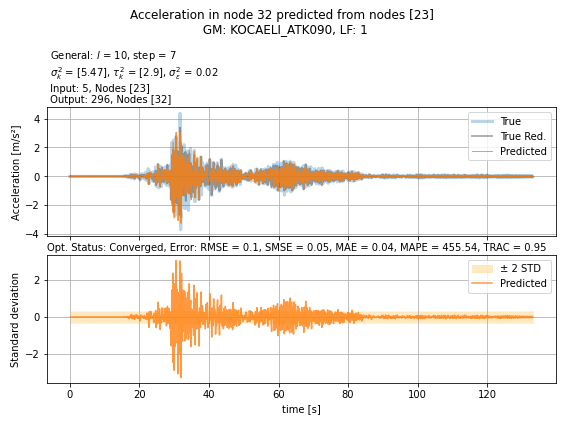 Acceleration in node 32 predicted from nodes [23]
GM: KOCAELI_ATK090, LF: 1
General: l = 10, step = 7
σ²ₖ = [5.47], τ²ₖ = [2.9], σ²ε = 0.02
Input: 5, Nodes [23]
Output: 296, Nodes [32]
Acceleration [m/s²]
4
2
0
−2
−4
True
True Red.
Predicted
Opt. Status: Converged, Error: RMSE = 0.1, SMSE = 0.05, MAE = 0.04, MAPE = 455.54, TRAC = 0.95
Standard deviation
2
0
−2
± 2 STD
Predicted
0 20 40 60 80 100 120
time [s]